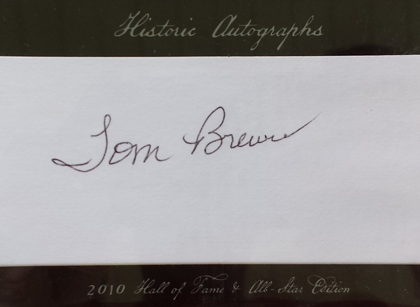 Historic Autographs
Tom Brewer
2010 Hall of Fame & All-Star Edition